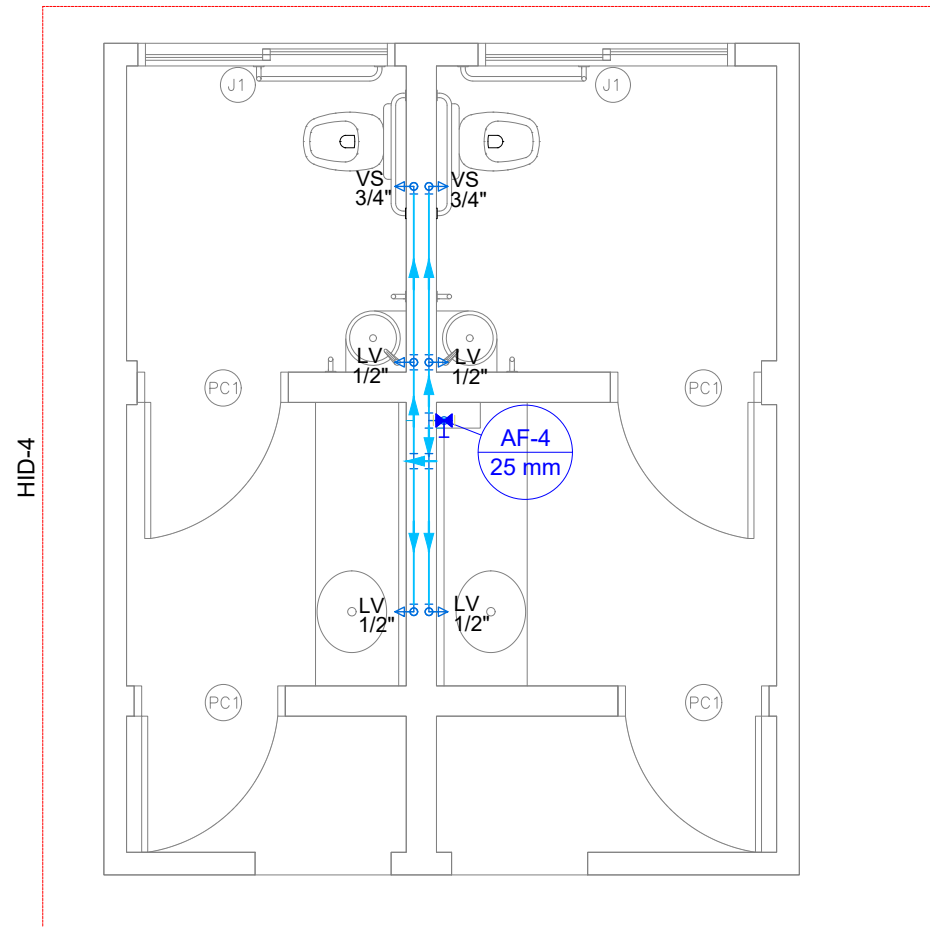 J1
J1
VS
3/4"
VS
3/4"
LV
1/2"
LV
1/2"
PC1
PC1
AF-4
25 mm
HID-4
LV
1/2"
LV
1/2"
PC1
PC1